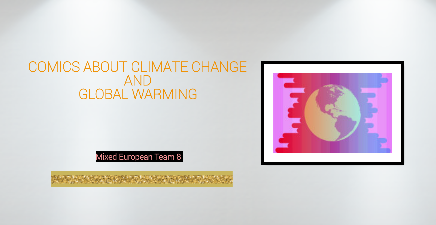 COMICS ABOUT CLIMATE CHANGE
AND
GLOBAL WARMING
Mixed European Team 8